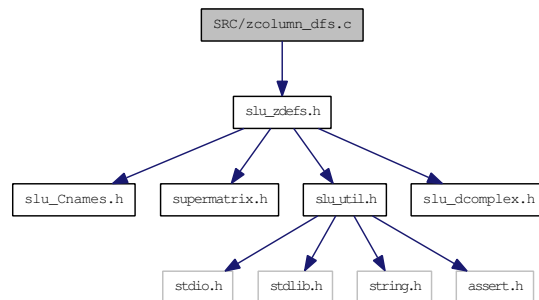 SRC/zcolumn_dfs.c
slu_zdefs.h
slu_Cnames.h
supermatrix.h
slu_util.h
slu_dcomplex.h
stdio.h
stdlib.h
string.h
assert.h